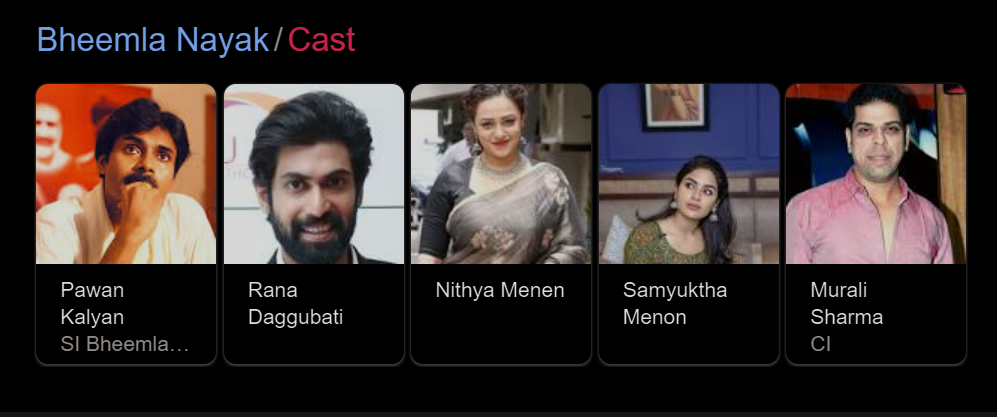 Bheemla Nayak / Cast
Pawan
Kalyan
SI Bheemla...
Rana
Daggubati
Nithya Menen
Samyuktha
Menon
Murali
Sharma
CI